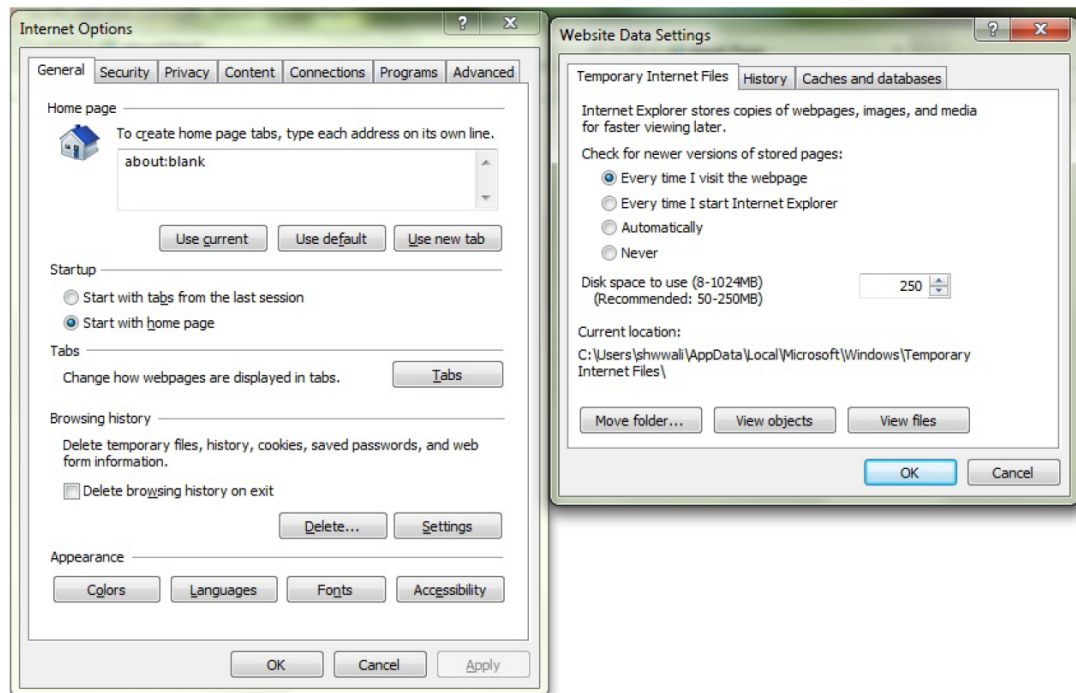 Internet Options
General Security Privacy Content Connections Programs Advanced
Home page
To create home page tabs, type each address on its own line.
about:blank
Use current Use default Use new tab
Startup
Start with tabs from the last session
Start with home page
Tabs
Change how webpages are displayed in tabs.
Tabs
Browsing history
Delete temporary files, history, cookies, saved passwords, and web
form information.
Delete browsing history on exit
Delete... Settings
Appearance
Colors Languages Fonts Accessibility
OK Cancel Apply
Website Data Settings
Temporary Internet Files History Caches and databases
Internet Explorer stores copies of webpages, images, and media
for faster viewing later.
Check for newer versions of stored pages:
Every time I visit the webpage
Every time I start Internet Explorer
Automatically
Never
Disk space to use (8-1024MB)
(Recommended: 50-250MB)
250
Current location:
C:\Users\shwwali\AppData\Local\Microsoft\Windows\Temporary
Internet Files\
Move folder... View objects View files
OK Cancel